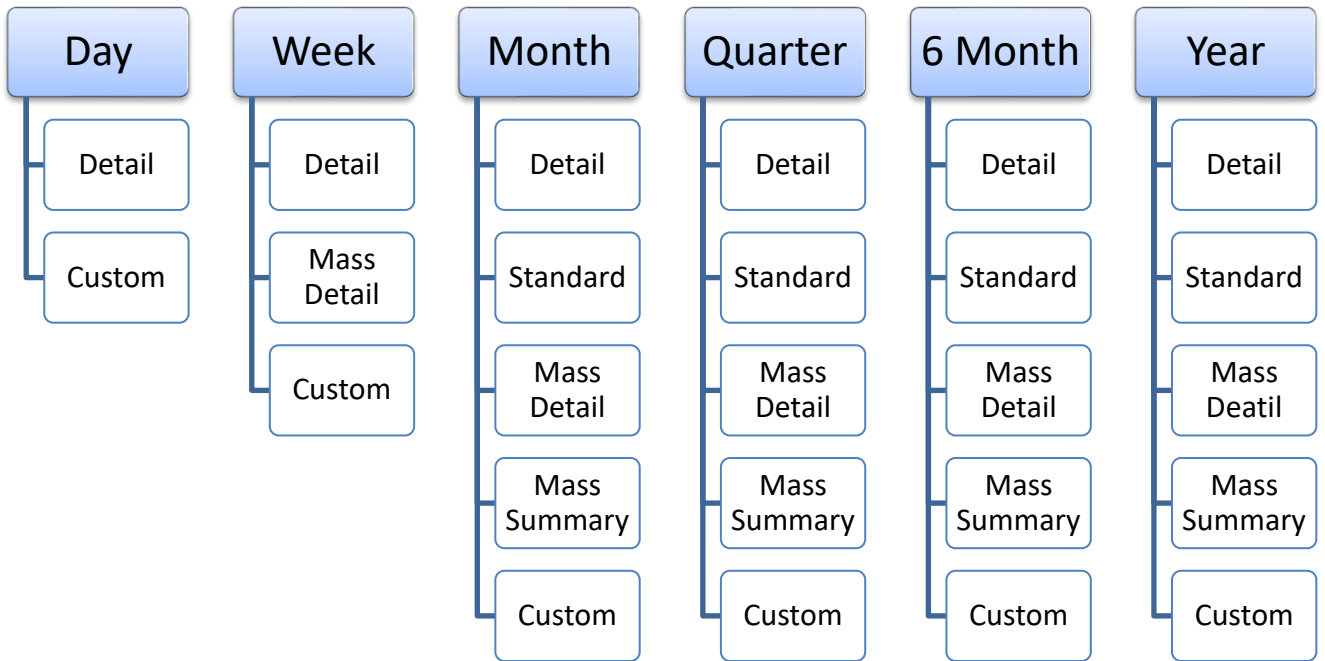 Day
Detail
Custom
Week
Detail
Mass
Detail
Custom
Month
Detail
Standard
Mass
Detail
Mass
Summary
Custom
Quarter
Detail
Standard
Mass
Detail
Mass
Summary
Custom
6 Month
Detail
Standard
Mass
Detail
Mass
Summary
Custom
Year
Detail
Standard
Mass
Deatil
Mass
Summary
Custom